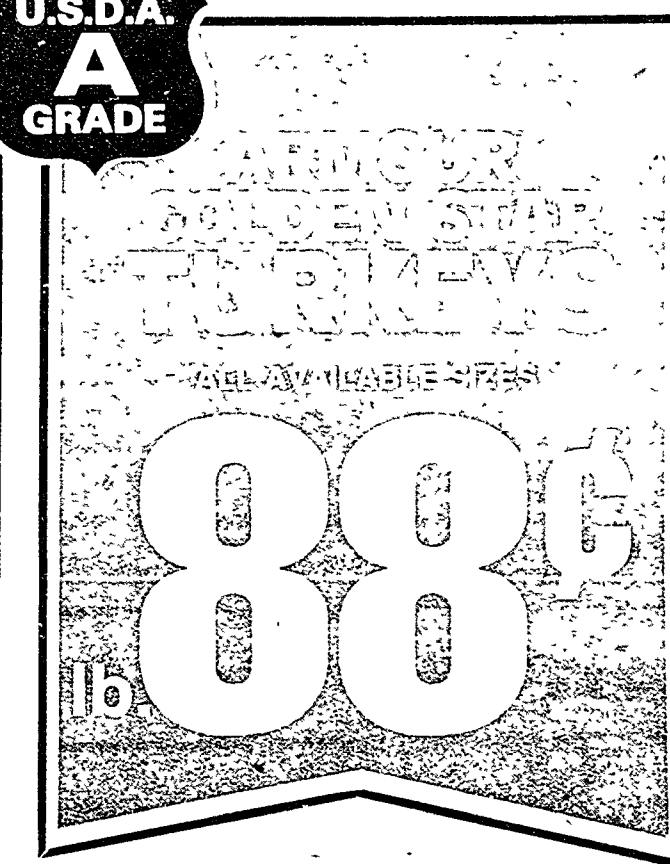 U.S.D.A.
A
GRADE
ARMOUR
GOLDEN STAR
TURKEYS
ALL AVAILABLE SIZES
88¢
lb.